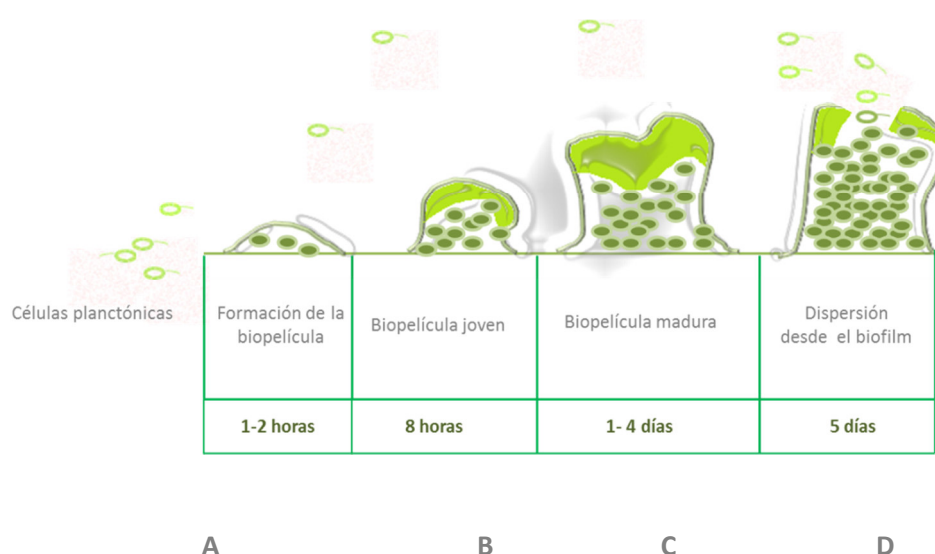 Células planctónicas
Formación de la
biopelícula
Biopelícula joven
Biopelícula madura
Dispersión
desde el biofilm
1-2 horas
8 horas
1- 4 días
5 días
A B C D